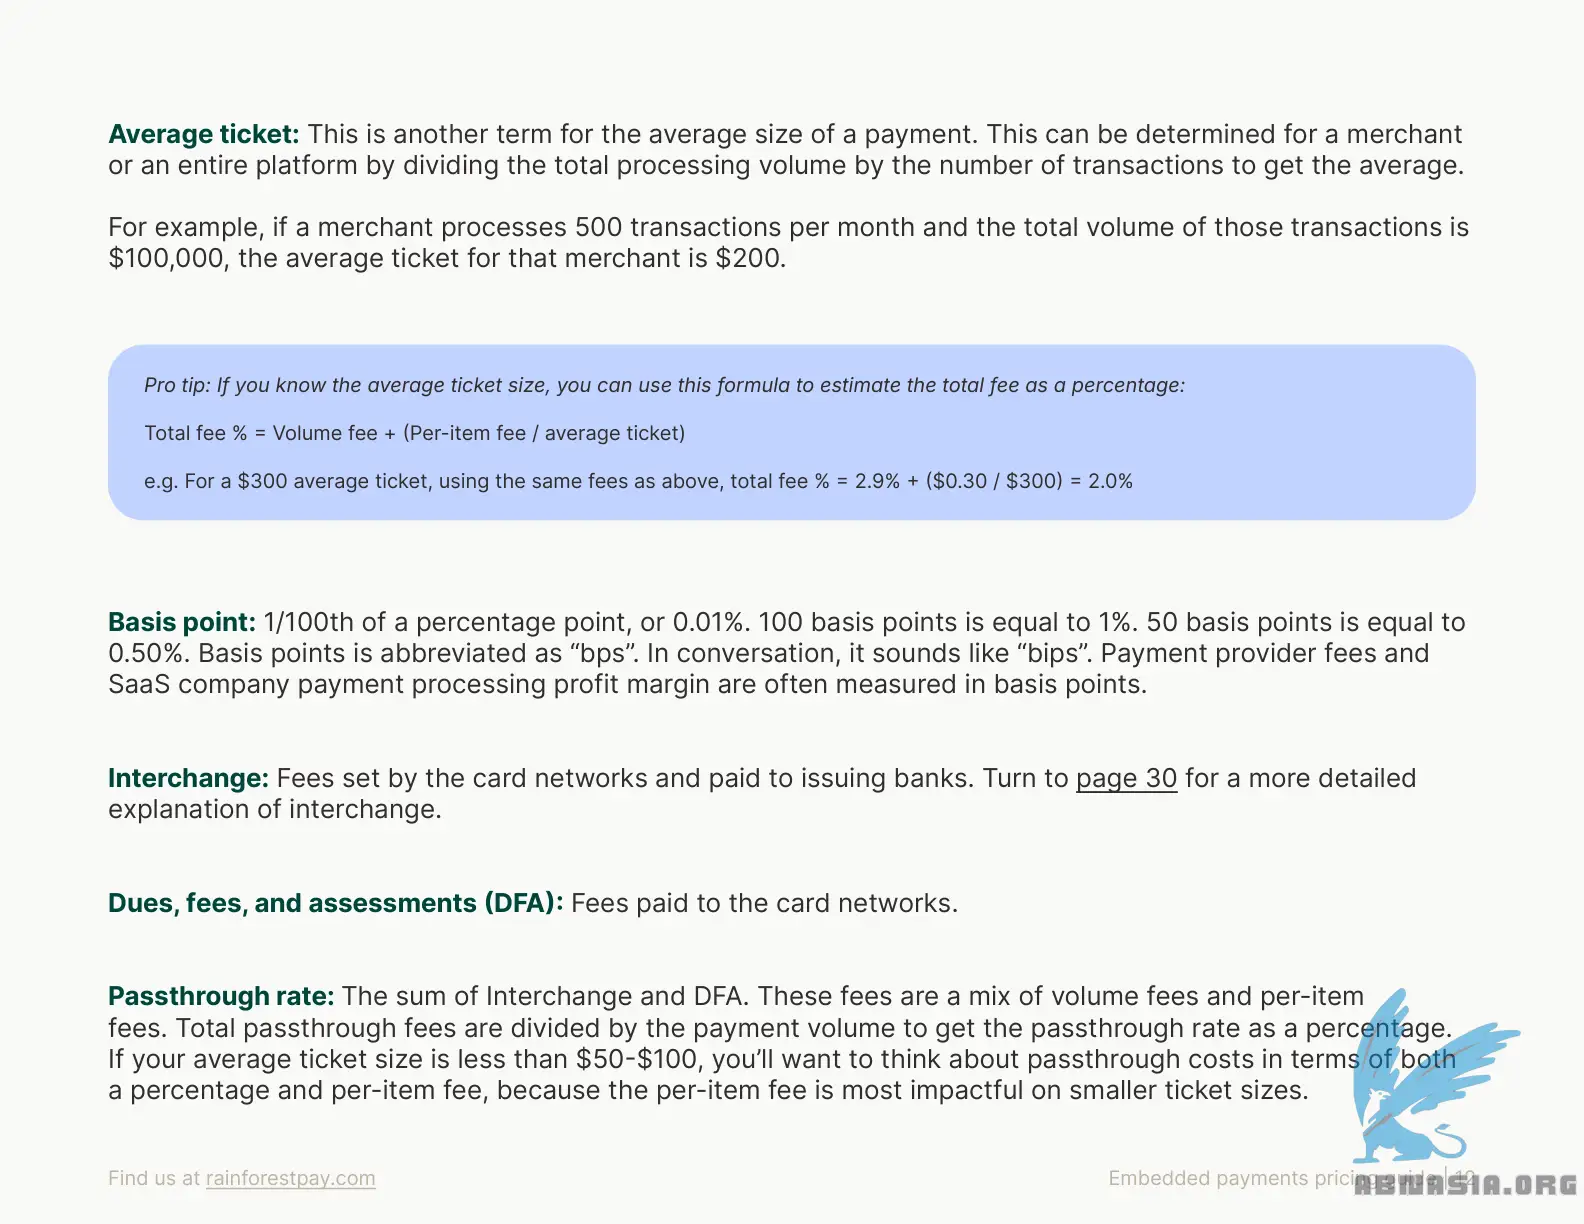 Average ticket: This is another term for the average size of a payment. This can be determined for a merchant
or an entire platform by dividing the total processing volume by the number of transactions to get the average.
For example, if a merchant processes 500 transactions per month and the total volume of those transactions is
$100,000, the average ticket for that merchant is $200.
Pro tip: If you know the average ticket size, you can use this formula to estimate the total fee as a percentage:
Total fee % = Volume fee + (Per-item fee / average ticket)
e.g. For a $300 average ticket, using the same fees as above, total fee % = 2.9% + ($0.30 / $300) = 2.0%
Basis point: 1/100th of a percentage point, or 0.01%. 100 basis points is equal to 1%. 50 basis points is equal to
0.50%. Basis points is abbreviated as “bps”. In conversation, it sounds like “bips”. Payment provider fees and
SaaS company payment processing profit margin are often measured in basis points.
Interchange: Fees set by the card networks and paid to issuing banks. Turn to page 30 for a more detailed
explanation of interchange.
Dues, fees, and assessments (DFA): Fees paid to the card networks.
Passthrough rate: The sum of Interchange and DFA. These fees are a mix of volume fees and per-item
fees. Total passthrough fees are divided by the payment volume to get the passthrough rate as a percentage.
If your average ticket size is less than $50-$100, you’ll want to think about passthrough costs in terms of both
a percentage and per-item fee, because the per-item fee is most impactful on smaller ticket sizes.
Find us at rainforestpay.com
Embedded payments pricing guide | 12
AEWASIA.ORG